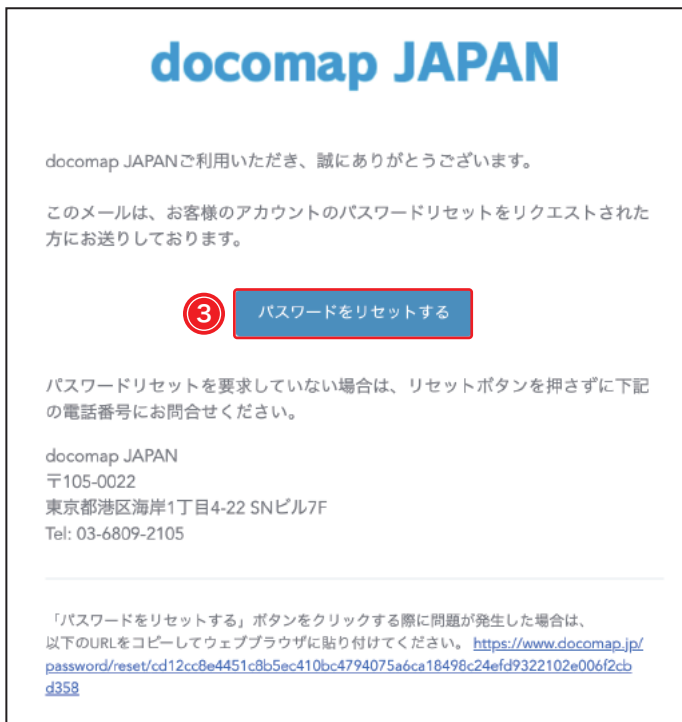 docomap JAPAN
docomap JAPANご利用いただき、誠にありがとうございます。
このメールは、お客様のアカウントのパスワードリセットをリクエストされた
方にお送りしております。
3 パスワードをリセットする
パスワードリセットを要求していない場合は、リセットボタンを押さずに下記
の電話番号にお問合せください。
docomap JAPAN
〒105-0022
東京都港区海岸1丁目4-22 SNビル7F
Tel: 03-6809-2105
「パスワードをリセットする」ボタンをクリックする際に問題が発生した場合は、
以下のURLをコピーしてウェブブラウザに貼り付けてください。 https://www.docomap.jp/
password/reset/cd12cc8e4451c8b5ec410bc4794075a6ca18498c24efd9322102e006f2cb
d358